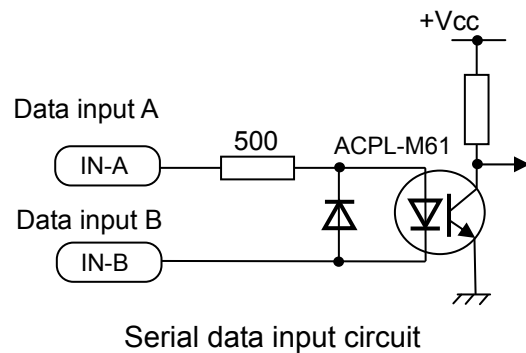 +Vcc
Data input A
500
ACPL-M61
IN-A
Data input B
IN-B
Serial data input circuit